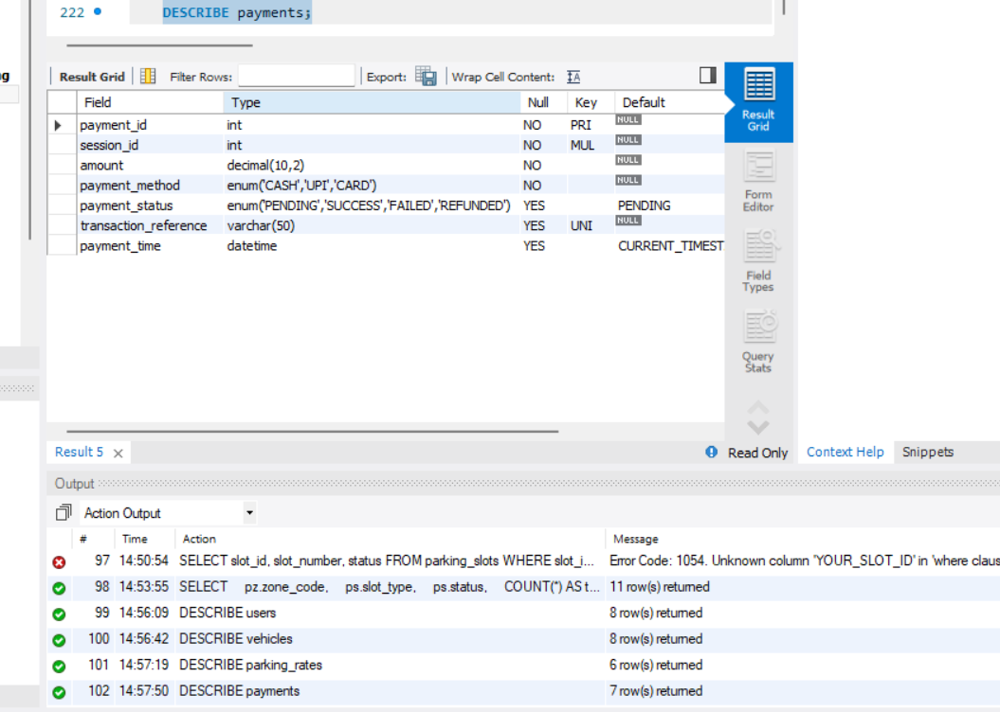 222 DESCRIBE payments;
Result Grid Filter Rows: Export: Wrap Cell Content: IA
Field Type Null Key Default
payment_id int NO PRI NULL
session_id int NO MUL NULL
amount decimal(10,2) NO NULL
payment_method enum('CASH','UPI','CARD') NO NULL
payment_status enum('PENDING','SUCCESS','FAILED','REFUNDED') YES PENDING
transaction_reference varchar(50) YES UNI NULL
payment_time datetime YES CURRENT_TIMEST
Result
Grid
Form
Editor
Field
Types
Query
Stats
Result 5 Read Only Context Help Snippets
Output
Action Output
# Time Action Message
97 14:50:54 SELECT slot_id, slot_number, status FROM parking_slots WHERE slot_i... Error Code: 1054. Unknown column 'YOUR_SLOT_ID' in 'where claus
98 14:53:55 SELECT pz.zone_code, ps.slot_type, ps.status, COUNT(*) AS t... 11 row(s) returned
99 14:56:09 DESCRIBE users 8 row(s) returned
100 14:56:42 DESCRIBE vehicles 8 row(s) returned
101 14:57:19 DESCRIBE parking_rates 6 row(s) returned
102 14:57:50 DESCRIBE payments 7 row(s) returned